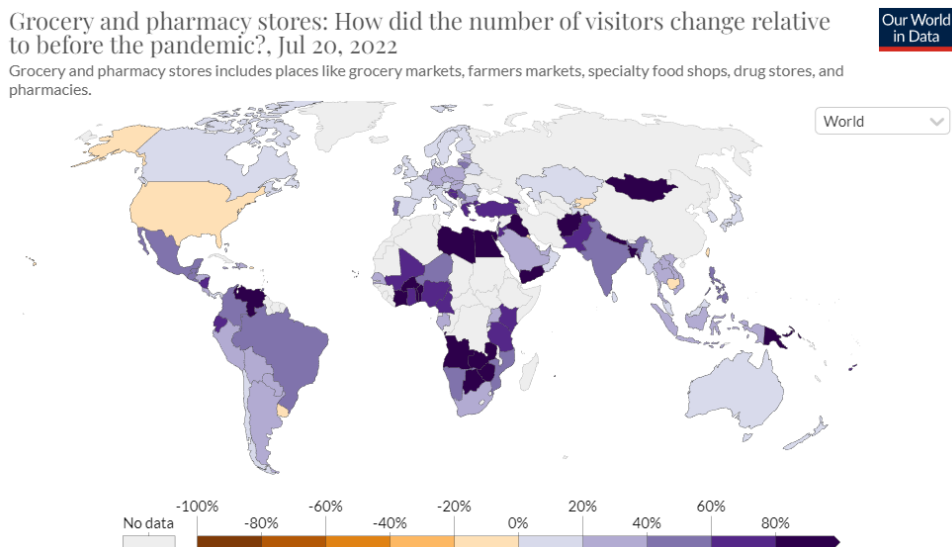 Grocery and pharmacy stores: How did the number of visitors change relative
to before the pandemic?, Jul 20, 2022
Our World
in Data
Grocery and pharmacy stores includes places like grocery markets, farmers markets, specialty food shops, drug stores, and
pharmacies.
World
-100% -60% -20% 20% 60%
No data -80% -40% 0% 40% 80%